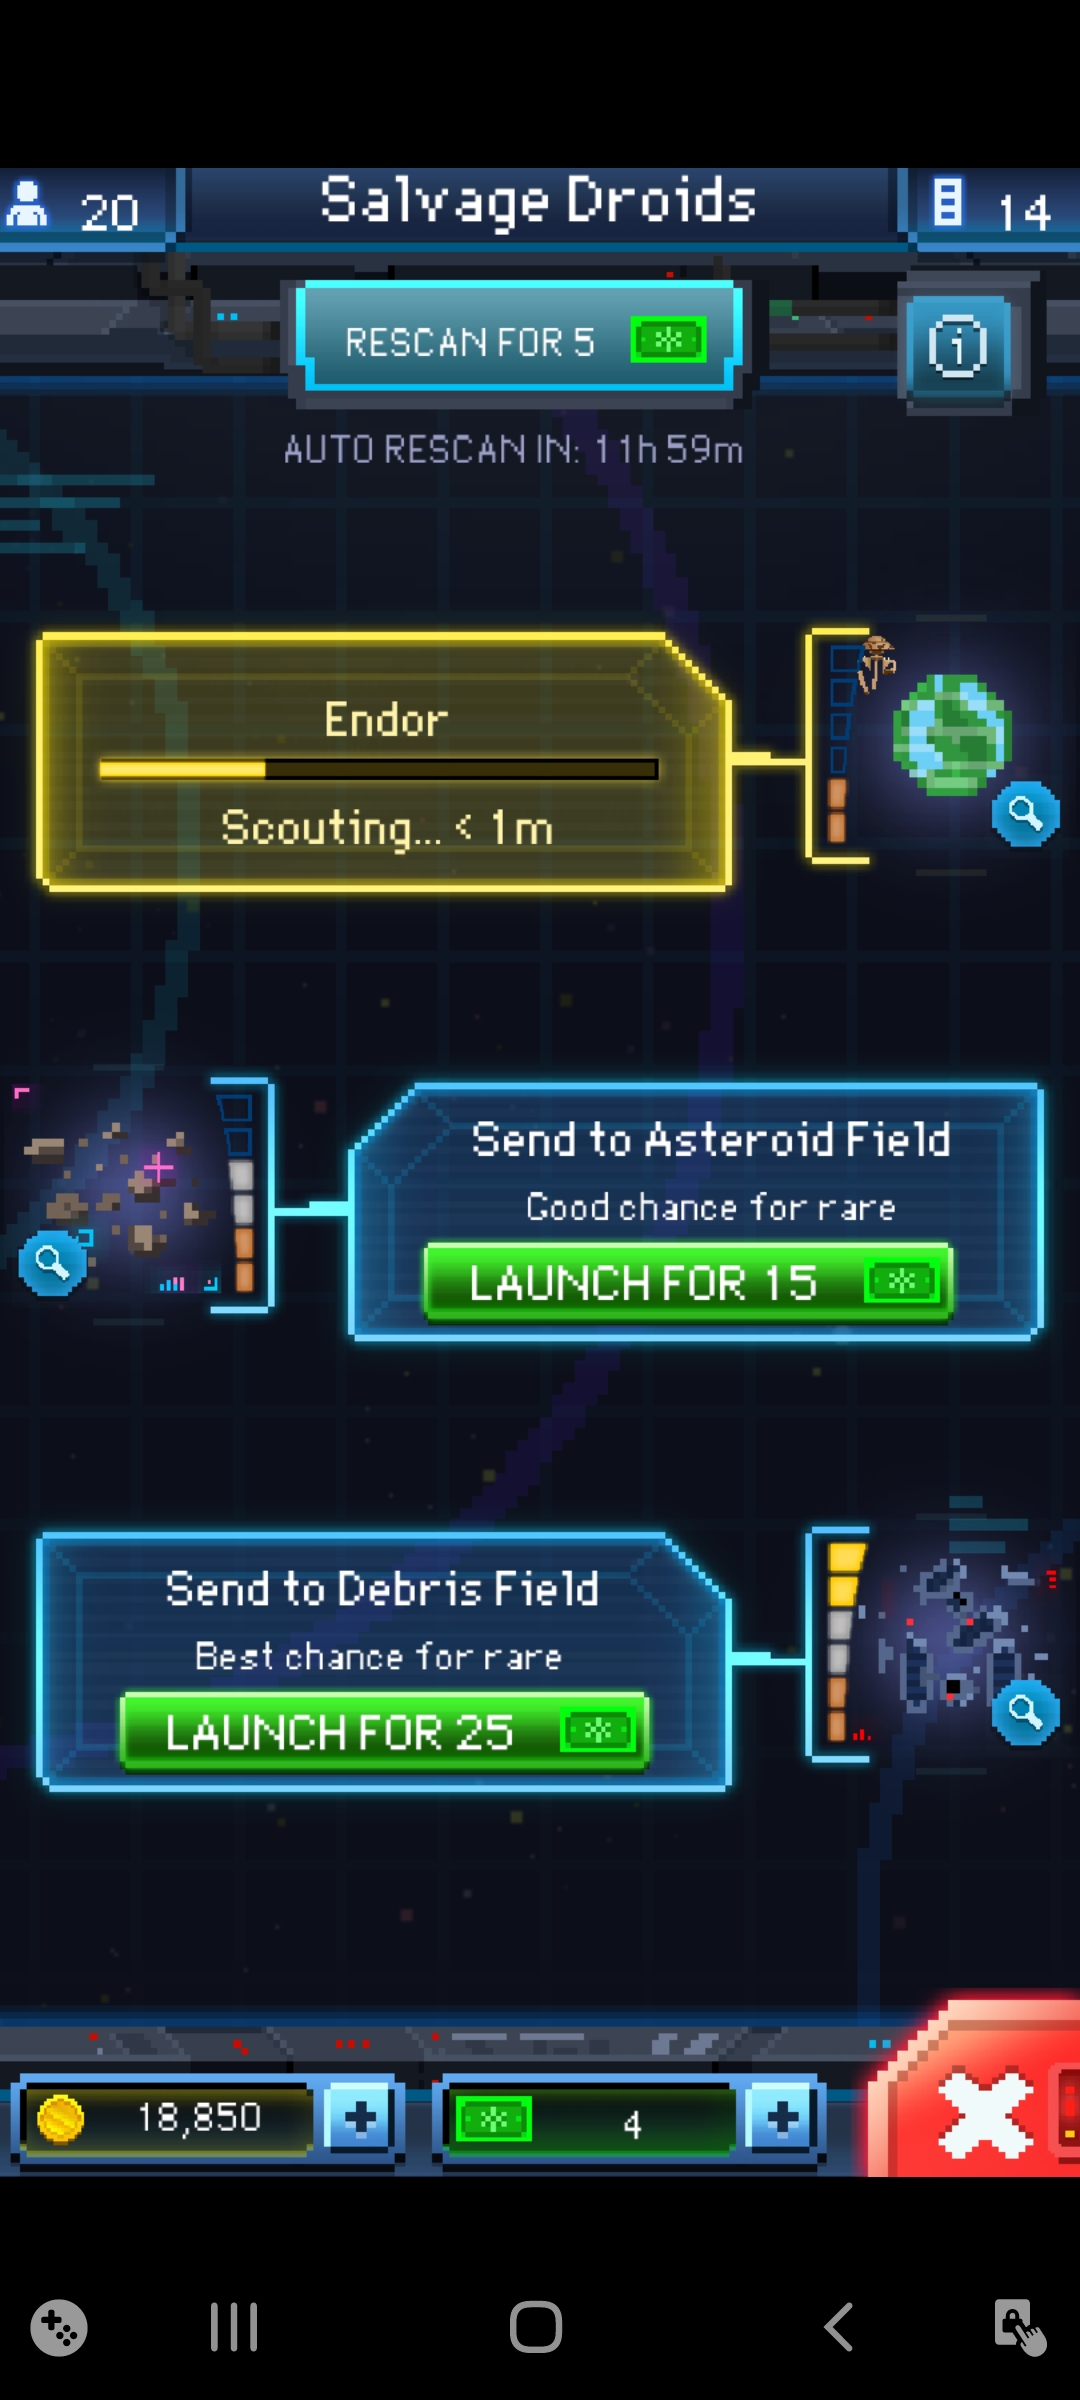 20
Salvage Droids
14
RESCAN FOR 5
AUTO RESCAN IN: 11h 59m
Endor
Scouting... < 1m
Send to Asteroid Field
Good chance for rare
LAUNCH FOR 15
Send to Debris Field
Best chance for rare
LAUNCH FOR 25
18,850
4